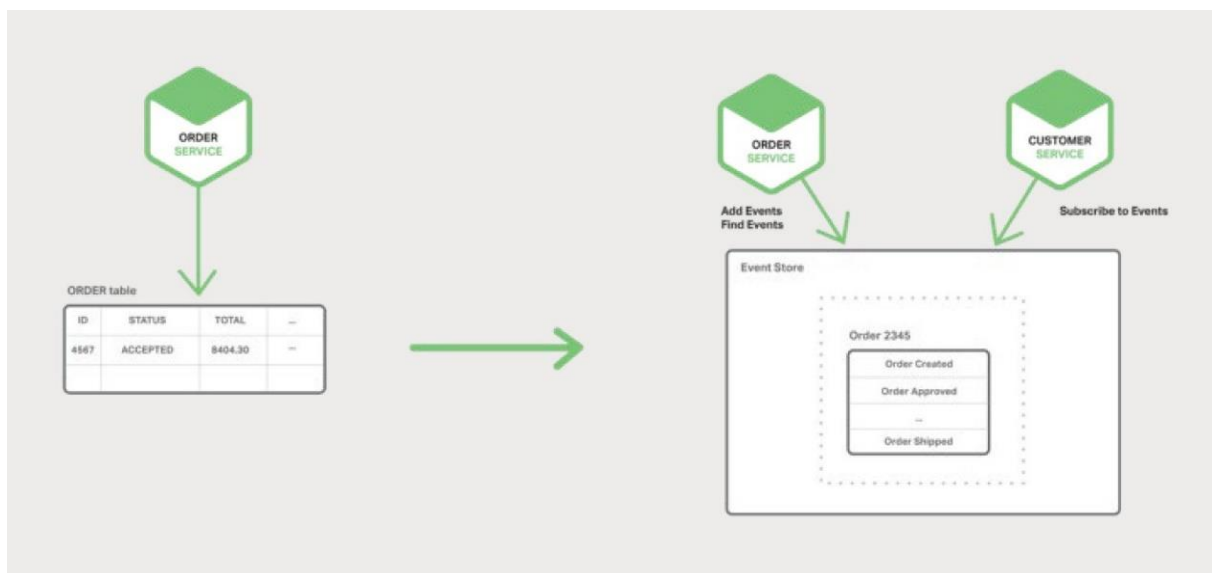 ORDER
SERVICE
ORDER table
ID STATUS TOTAL ...
4567 ACCEPTED 8404.30 ...
ORDER
SERVICE
CUSTOMER
SERVICE
Add Events
Find Events
Subscribe to Events
Event Store
Order 2345
Order Created
Order Approved
...
Order Shipped